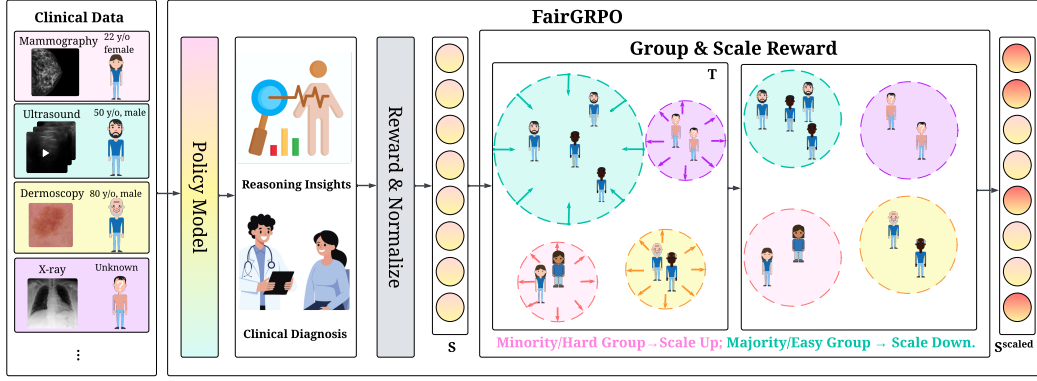 Clinical Data
Mammography
22 y/o
female
Ultrasound
50 y/o, male
Dermoscopy
80 y/o, male
X-ray
Unknown
...
FairGRPO
Policy Model
Reasoning Insights
Clinical Diagnosis
Reward & Normalize
S
Group & Scale Reward
T
Minority/Hard Group→Scale Up; Majority/Easy Group → Scale Down.
Sscaled